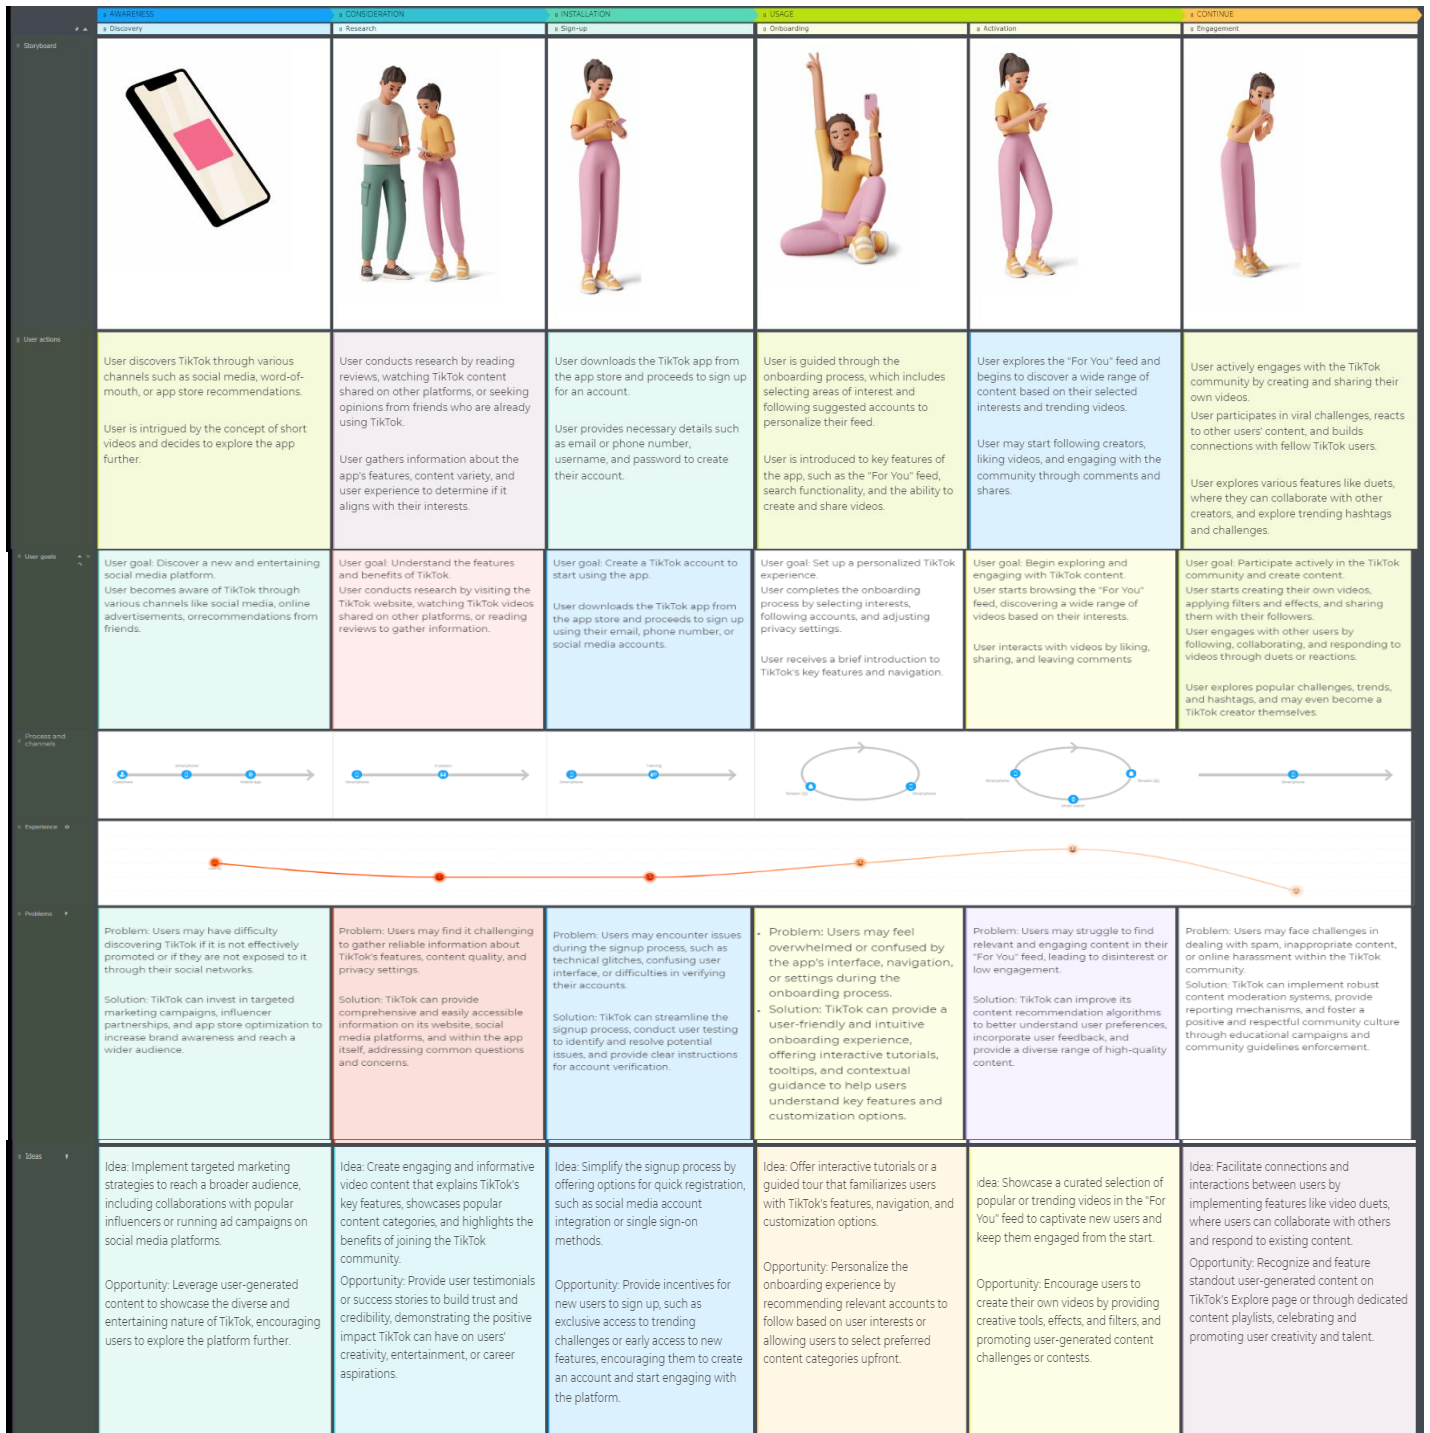 AWARENESS
CONSIDERATION
INSTALLATION
USAGE
CONTINUE
Discovery
Research
Sign-up
Onboarding
Activation
Engagement
Storyboard
User actions
User discovers TikTok through various
channels such as social media, word-of-
mouth, or app store recommendations.
User is intrigued by the concept of short
videos and decides to explore the app
further.
User conducts research by reading
reviews, watching TikTok content
shared on other platforms, or seeking
opinions from friends who are already
using TikTok.
User gathers information about the
app's features, content variety, and
user experience to determine if it
aligns with their interests.
User downloads the TikTok app from
the app store and proceeds to sign up
for an account.
User provides necessary details such
as email or phone number,
username, and password to create
their account.
User is guided through the
onboarding process, which includes
selecting areas of interest and
following suggested accounts to
personalize their feed.
User is introduced to key features of
the app, such as the "For You" feed,
search functionality, and the ability to
create and share videos.
User explores the "For You" feed and
begins to discover a wide range of
content based on their selected
interests and trending videos.
User may start following creators,
liking videos, and engaging with the
community through comments and
shares.
User actively engages with the TikTok
community by creating and sharing their
own videos.
User participates in viral challenges, reacts
to other users' content, and builds
connections with fellow TikTok users.
User explores various features like duets,
where they can collaborate with other
creators, and explore trending hashtags
and challenges.
User goals
User goal: Discover a new and entertaining
social media platform.
User becomes aware of TikTok through
various channels like social media, online
advertisements, orrecommendations from
friends.
User goal: Understand the features
and benefits of TikTok.
User conducts research by visiting the
TikTok website, watching TikTok videos
shared on other platforms, or reading
reviews to gather information.
User goal: Create a TikTok account to
start using the app.
User downloads the TikTok app from
the app store and proceeds to sign up
using their email, phone number, or
social media accounts.
User goal: Set up a personalized TikTok
experience.
User completes the onboarding
process by selecting interests,
following accounts, and adjusting
privacy settings.
User receives a brief introduction to
TikTok's key features and navigation.
User goal: Begin exploring and
engaging with TikTok content.
User starts browsing the "For You"
feed, discovering a wide range of
videos based on their interests.
User interacts with videos by liking,
sharing, and leaving comments
User goal: Participate actively in the TikTok
community and create content.
User starts creating their own videos,
applying filters and effects, and sharing
them with their followers.
User engages with other users by
following, collaborating, and responding to
videos through duets or reactions.
User explores popular challenges, trends,
and hashtags, and may even become a
TikTok creator themselves.
Process and
channels
Smartphone
Smartphone
Smartphone
Smartphone
Smartphone
Smartphone
Experience
Problems
Problem: Users may have difficulty
discovering TikTok if it is not effectively
promoted or if they are not exposed to it
through their social networks.
Solution: TikTok can invest in targeted
marketing campaigns, influencer
partnerships, and app store optimization to
increase brand awareness and reach a
wider audience.
Problem: Users may find it challenging
to gather reliable information about
TikTok's features, content quality, and
privacy settings.
Solution: TikTok can provide
comprehensive and easily accessible
information on its website, social
media platforms, and within the app
itself, addressing common questions
and concerns.
Problem: Users may encounter issues
during the signup process, such as
technical glitches, confusing user
interface, or difficulties in verifying
their accounts.
Solution: TikTok can streamline the
signup process, conduct user testing
to identify and resolve potential
issues, and provide clear instructions
for account verification.
• Problem: Users may feel
overwhelmed or confused by
the app's interface, navigation,
or settings during the
onboarding process.
• Solution: TikTok can provide a
user-friendly and intuitive
onboarding experience,
offering interactive tutorials,
tooltips, and contextual
guidance to help users
understand key features and
customization options.
Problem: Users may struggle to find
relevant and engaging content in their
"For You" feed, leading to disinterest or
low engagement.
Solution: TikTok can improve its
content recommendation algorithms
to better understand user preferences,
incorporate user feedback, and
provide a diverse range of high-quality
content.
Problem: Users may face challenges in
dealing with spam, inappropriate content,
or online harassment within the TikTok
community.
Solution: TikTok can implement robust
content moderation systems, provide
reporting mechanisms, and foster a
positive and respectful community culture
through educational campaigns and
community guidelines enforcement.
Ideas
Idea: Implement targeted marketing
strategies to reach a broader audience,
including collaborations with popular
influencers or running ad campaigns on
social media platforms.
Opportunity: Leverage user-generated
content to showcase the diverse and
entertaining nature of TikTok, encouraging
users to explore the platform further.
Idea: Create engaging and informative
video content that explains TikTok's
key features, showcases popular
content categories, and highlights the
benefits of joining the TikTok
community.
Opportunity: Provide user testimonials
or success stories to build trust and
credibility, demonstrating the positive
impact TikTok can have on users'
creativity, entertainment, or career
aspirations.
Idea: Simplify the signup process by
offering options for quick registration,
such as social media account
integration or single sign-on
methods.
Opportunity: Provide incentives for
new users to sign up, such as
exclusive access to trending
challenges or early access to new
features, encouraging them to create
an account and start engaging with
the platform.
Idea: Offer interactive tutorials or a
guided tour that familiarizes users
with TikTok's features, navigation, and
customization options.
Opportunity: Personalize the
onboarding experience by
recommending relevant accounts to
follow based on user interests or
allowing users to select preferred
content categories upfront.
Idea: Showcase a curated selection of
popular or trending videos in the "For
You" feed to captivate new users and
keep them engaged from the start.
Opportunity: Encourage users to
create their own videos by providing
creative tools, effects, and filters, and
promoting user-generated content
challenges or contests.
Idea: Facilitate connections and
interactions between users by
implementing features like video duets,
where users can collaborate with others
and respond to existing content.
Opportunity: Recognize and feature
standout user-generated content on
TikTok's Explore page or through dedicated
content playlists, celebrating and
promoting user creativity and talent.